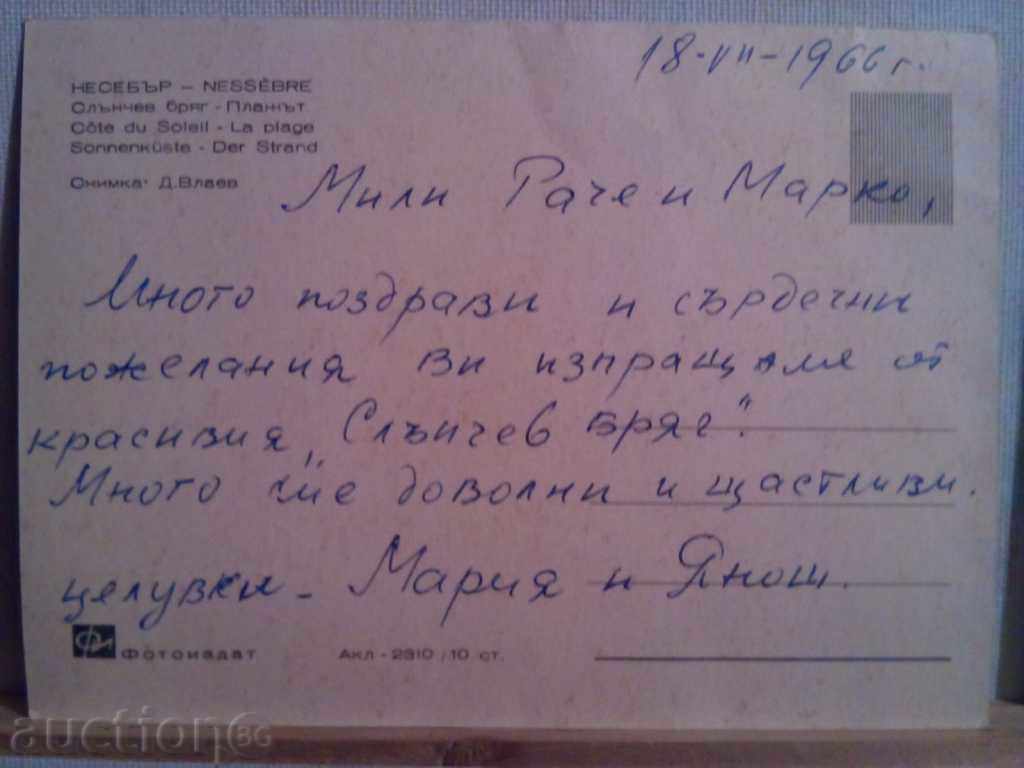 18-VII-1966 г.
НЕСЕБЪР – NESSÈBRE
Слънчев бряг - Плажът
Côte du Soleil - La plage
Sonnenküste - Der Strand
Снимка: Д.Влаев
Мили Раче и Марко,
Много поздрави и сърдечни
пожелания ви изпращаме от
красивия „Слънчев бряг".
Много сме доволни и щастливи.
целувки - Мария и Янош.
Фотоиздат Акл - 2310 / 10 ст.
auction BG